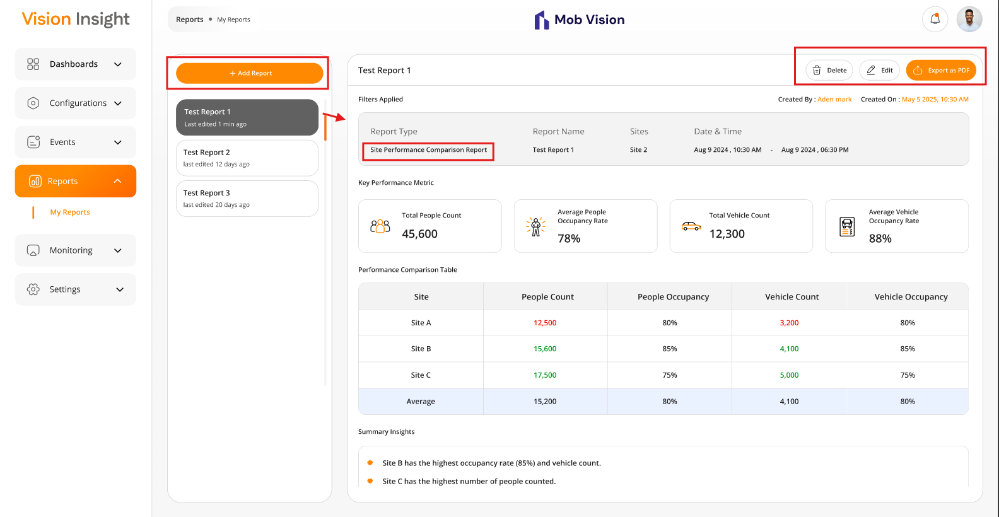 Vision Insight
Reports • My Reports
Mob Vision
Dashboards
Configurations
Events
Reports
My Reports
Monitoring
Settings
+ Add Report
Test Report 1
Last edited 1 min ago
Test Report 2
last edited 12 days ago
Test Report 3
last edited 20 days ago
Test Report 1
Delete Edit Export as PDF
Filters Applied
Created By : Aden mark Created On : May 5 2025, 10:30 AM
Report Type Report Name Sites Date & Time
Site Performance Comparison Report Test Report 1 Site 2 Aug 9 2024 , 10:30 AM - Aug 9 2024 , 06:30 PM
Key Performance Metric
Total People Count
45,600
Average People
Occupancy Rate
78%
Total Vehicle Count
12,300
Average Vehicle
Occupancy Rate
88%
Performance Comparison Table
Site People Count People Occupancy Vehicle Count Vehicle Occupancy
Site A 12,500 80% 3,200 80%
Site B 15,600 85% 4,100 85%
Site C 17,500 75% 5,000 75%
Average 15,200 80% 4,100 80%
Summary Insights
Site B has the highest occupancy rate (85%) and vehicle count.
Site C has the highest number of people counted.